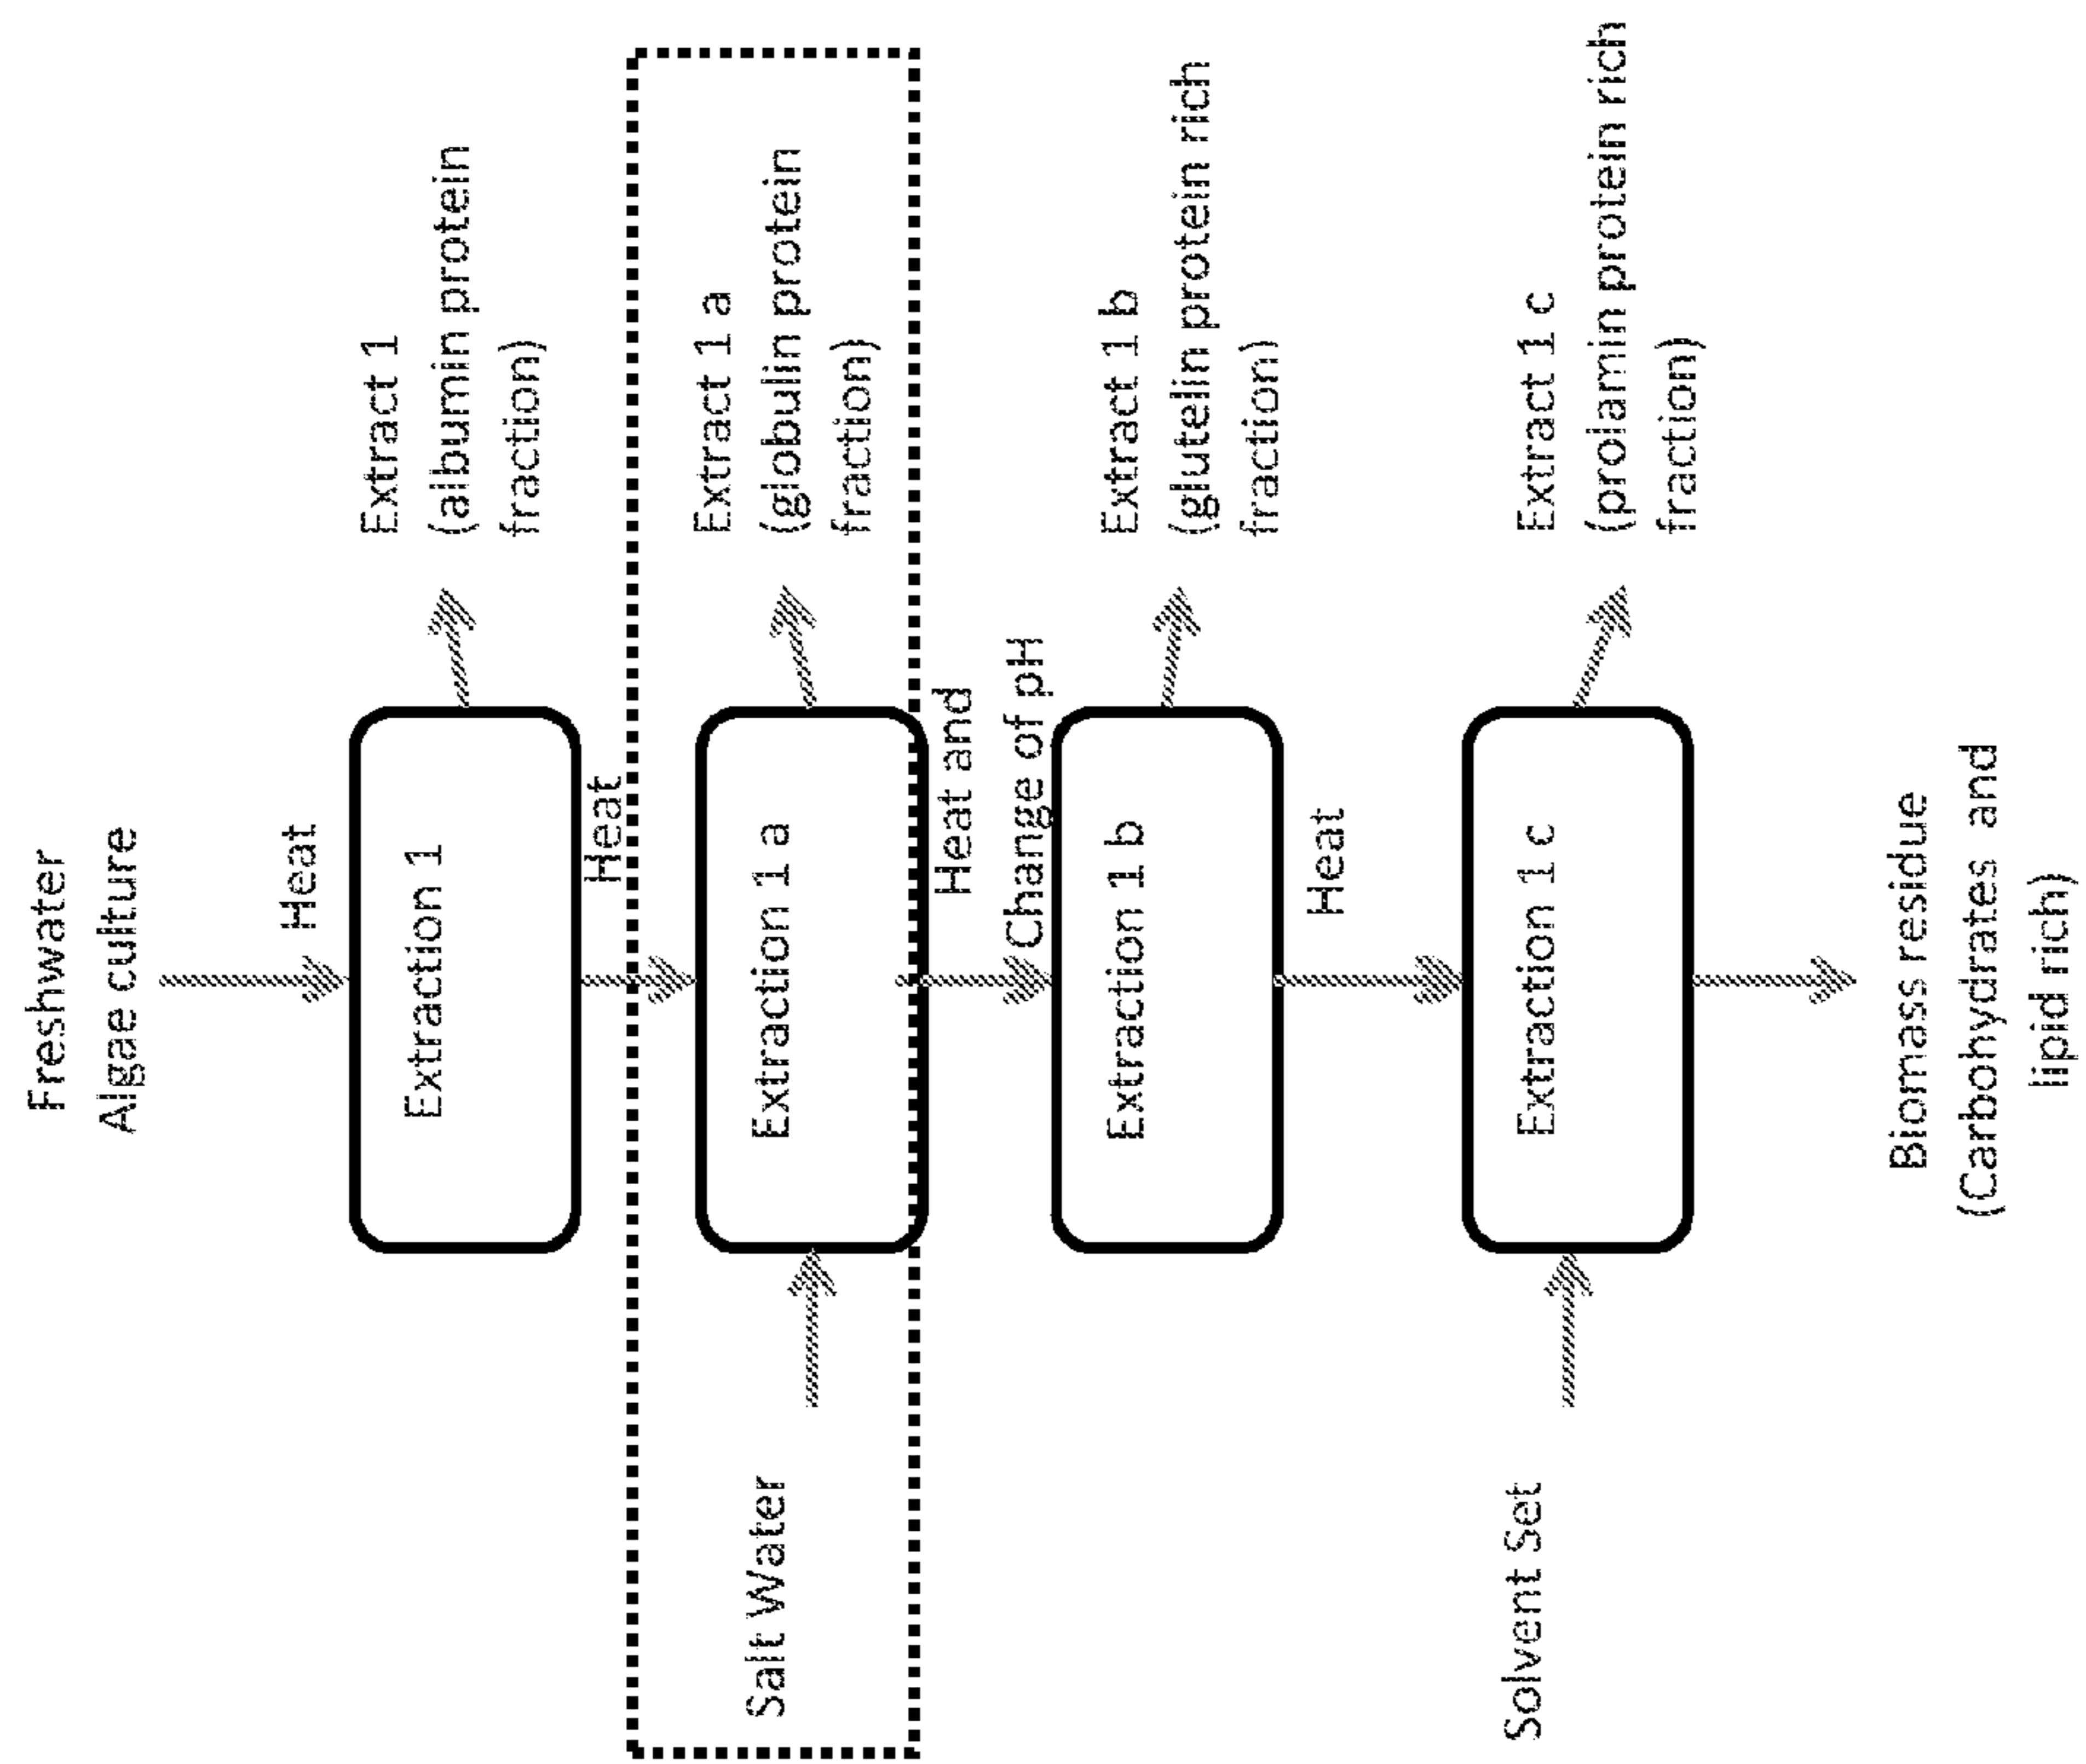 Freshwater
Algae culture
Heat
Extraction 1
Extract 1
(albumin protein
fraction)
Heat
Salt Water
Extraction 1 a
Extract 1 a
(globulin protein
fraction)
Heat and
Change of pH
Extraction 1 b
Extract 1 b
(glutelin protein rich
fraction)
Heat
Solvent Set
Extraction 1 c
Extract 1 c
(prolamin protein rich
fraction)
Biomass residue
(Carbohydrates and
lipid rich)